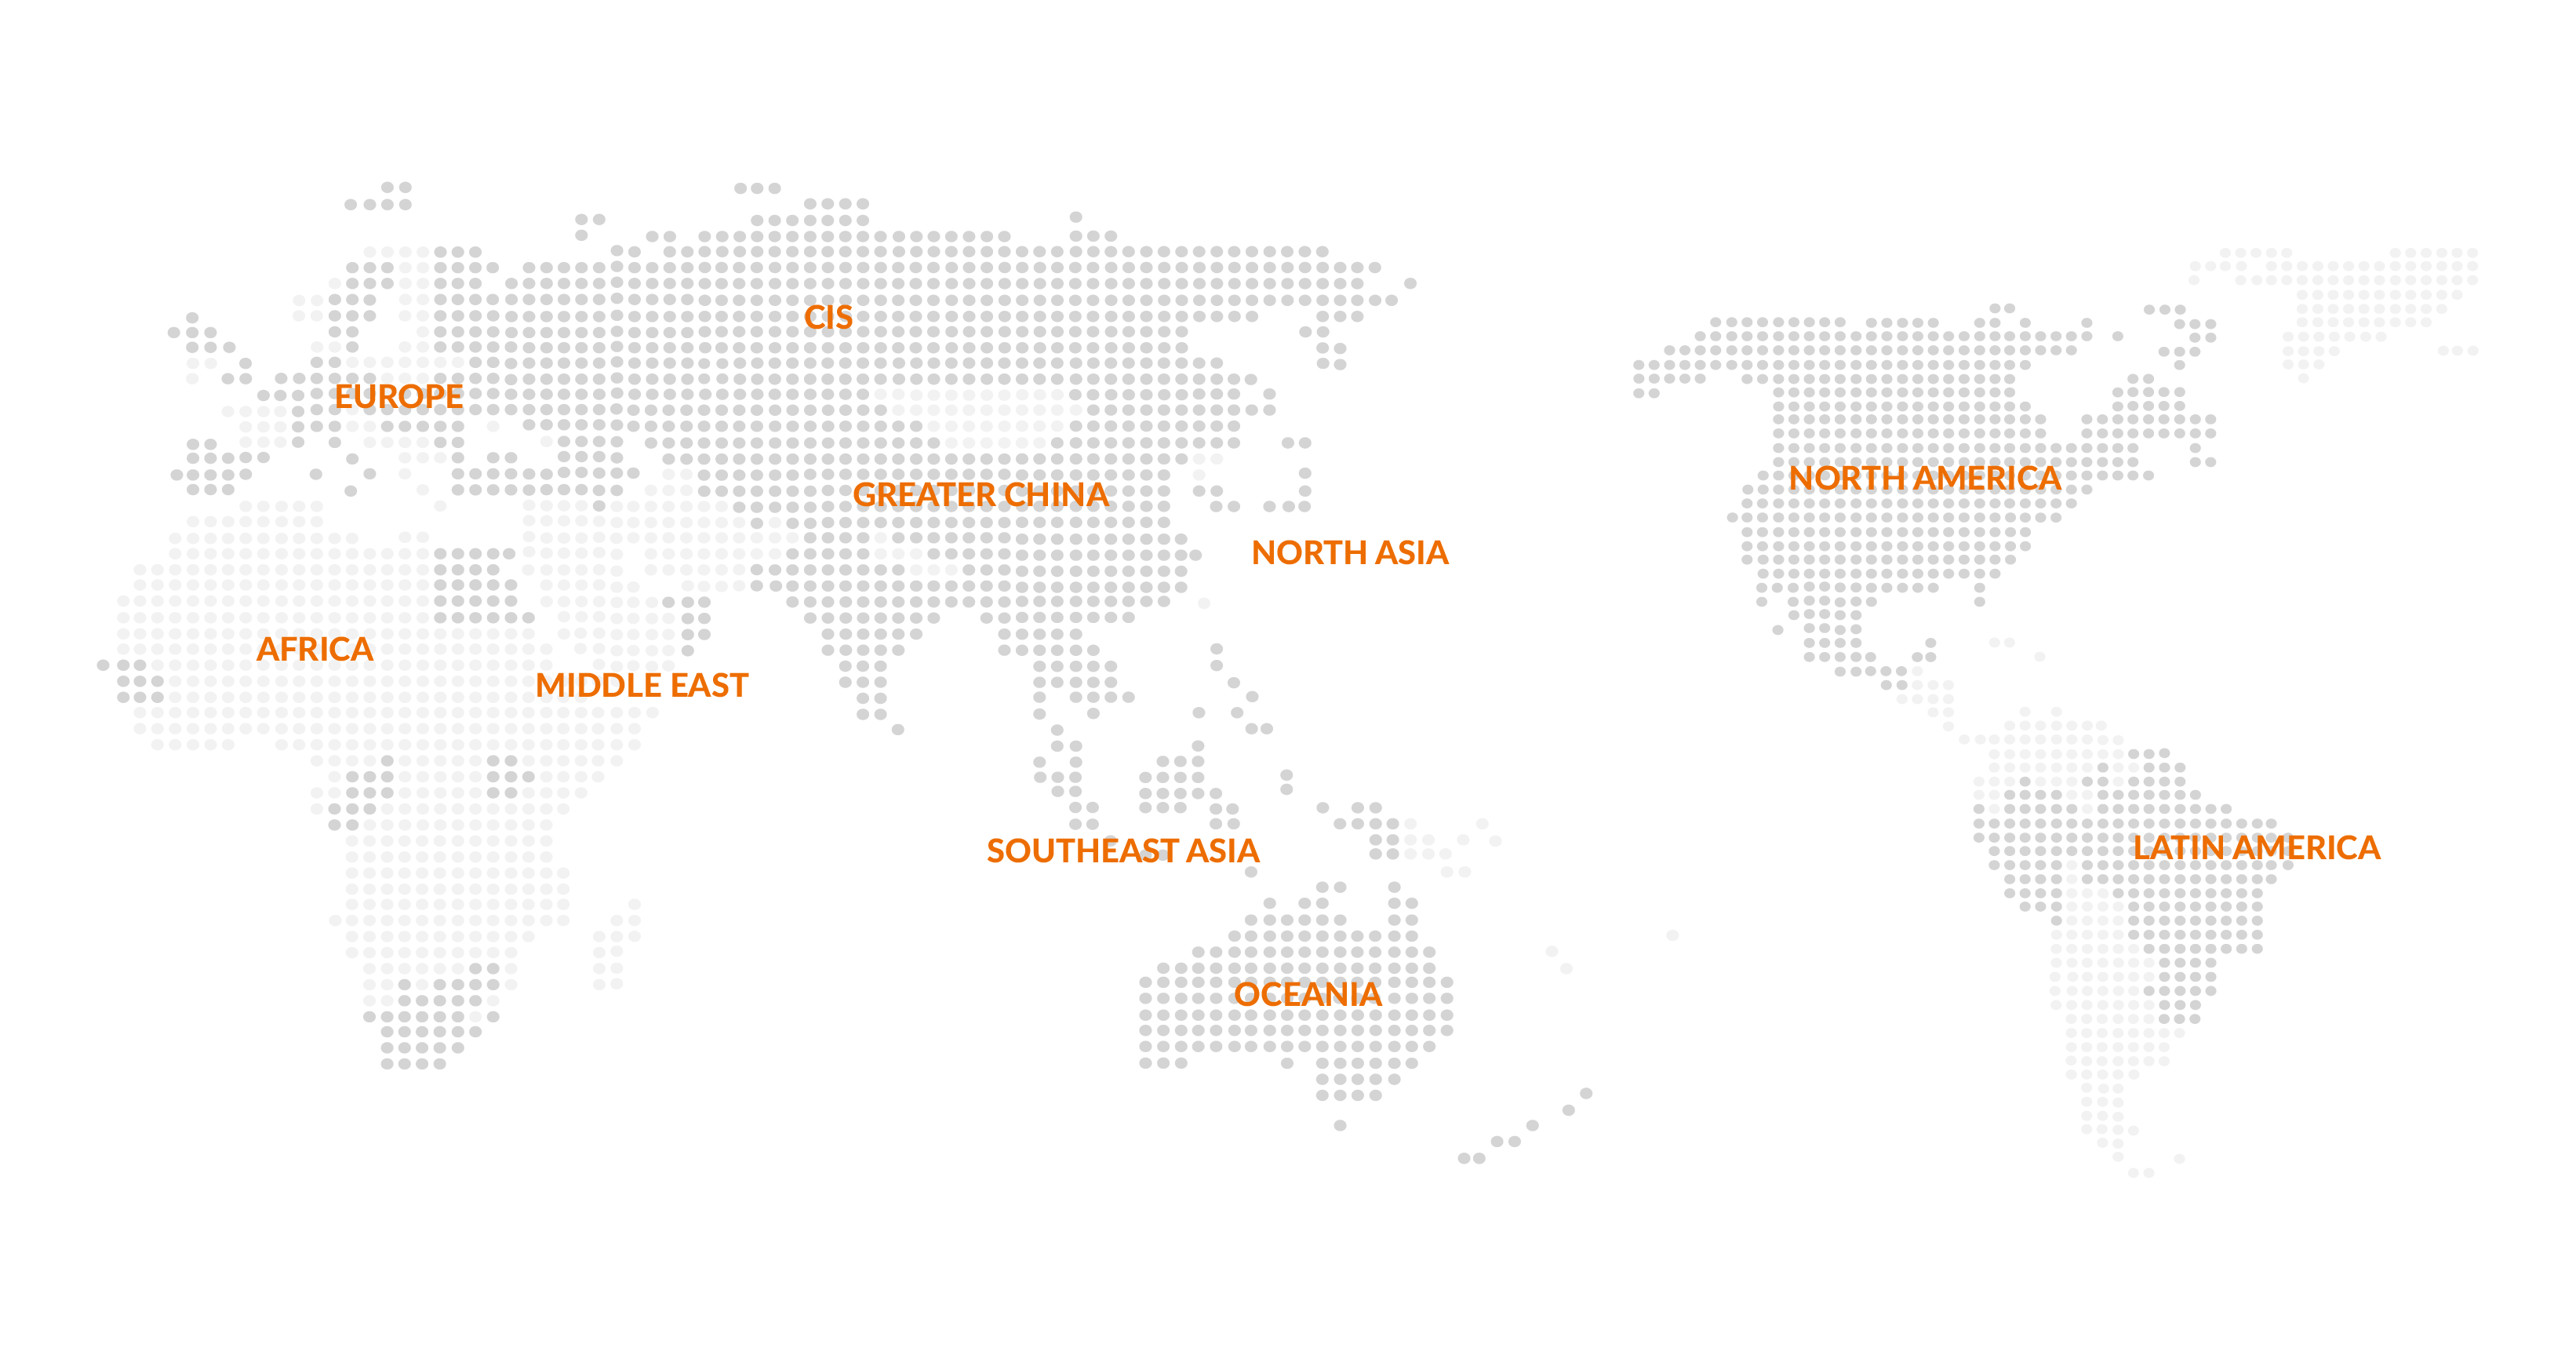 CIS
EUROPE
GREATER CHINA
NORTH AMERICA
NORTH ASIA
AFRICA
MIDDLE EAST
SOUTHEAST ASIA
LATIN AMERICA
OCEANIA